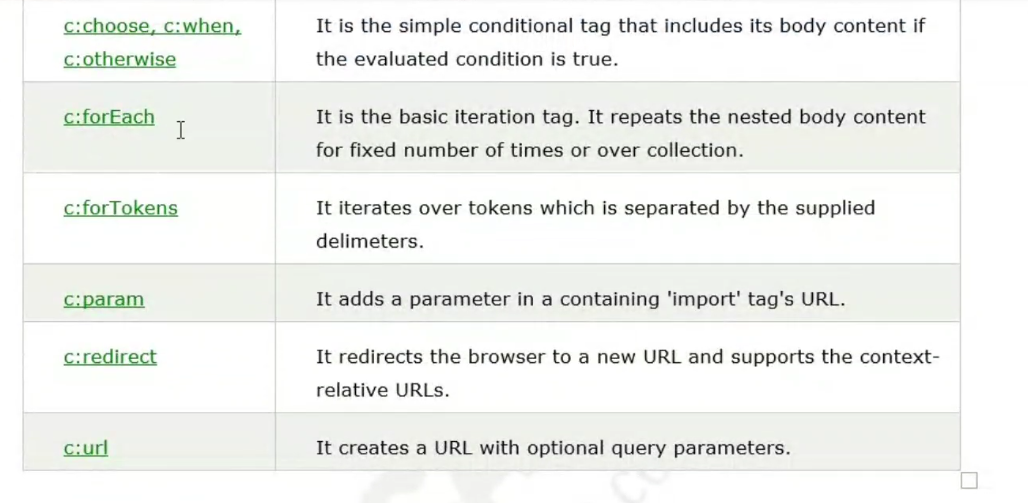 c:choose, c:when,
c:otherwise
It is the simple conditional tag that includes its body content if
the evaluated condition is true.
c:forEach
It is the basic iteration tag. It repeats the nested body content
for fixed number of times or over collection.
c:forTokens
It iterates over tokens which is separated by the supplied
delimeters.
c:param
It adds a parameter in a containing 'import' tag's URL.
c:redirect
It redirects the browser to a new URL and supports the context-
relative URLs.
c:url
It creates a URL with optional query parameters.